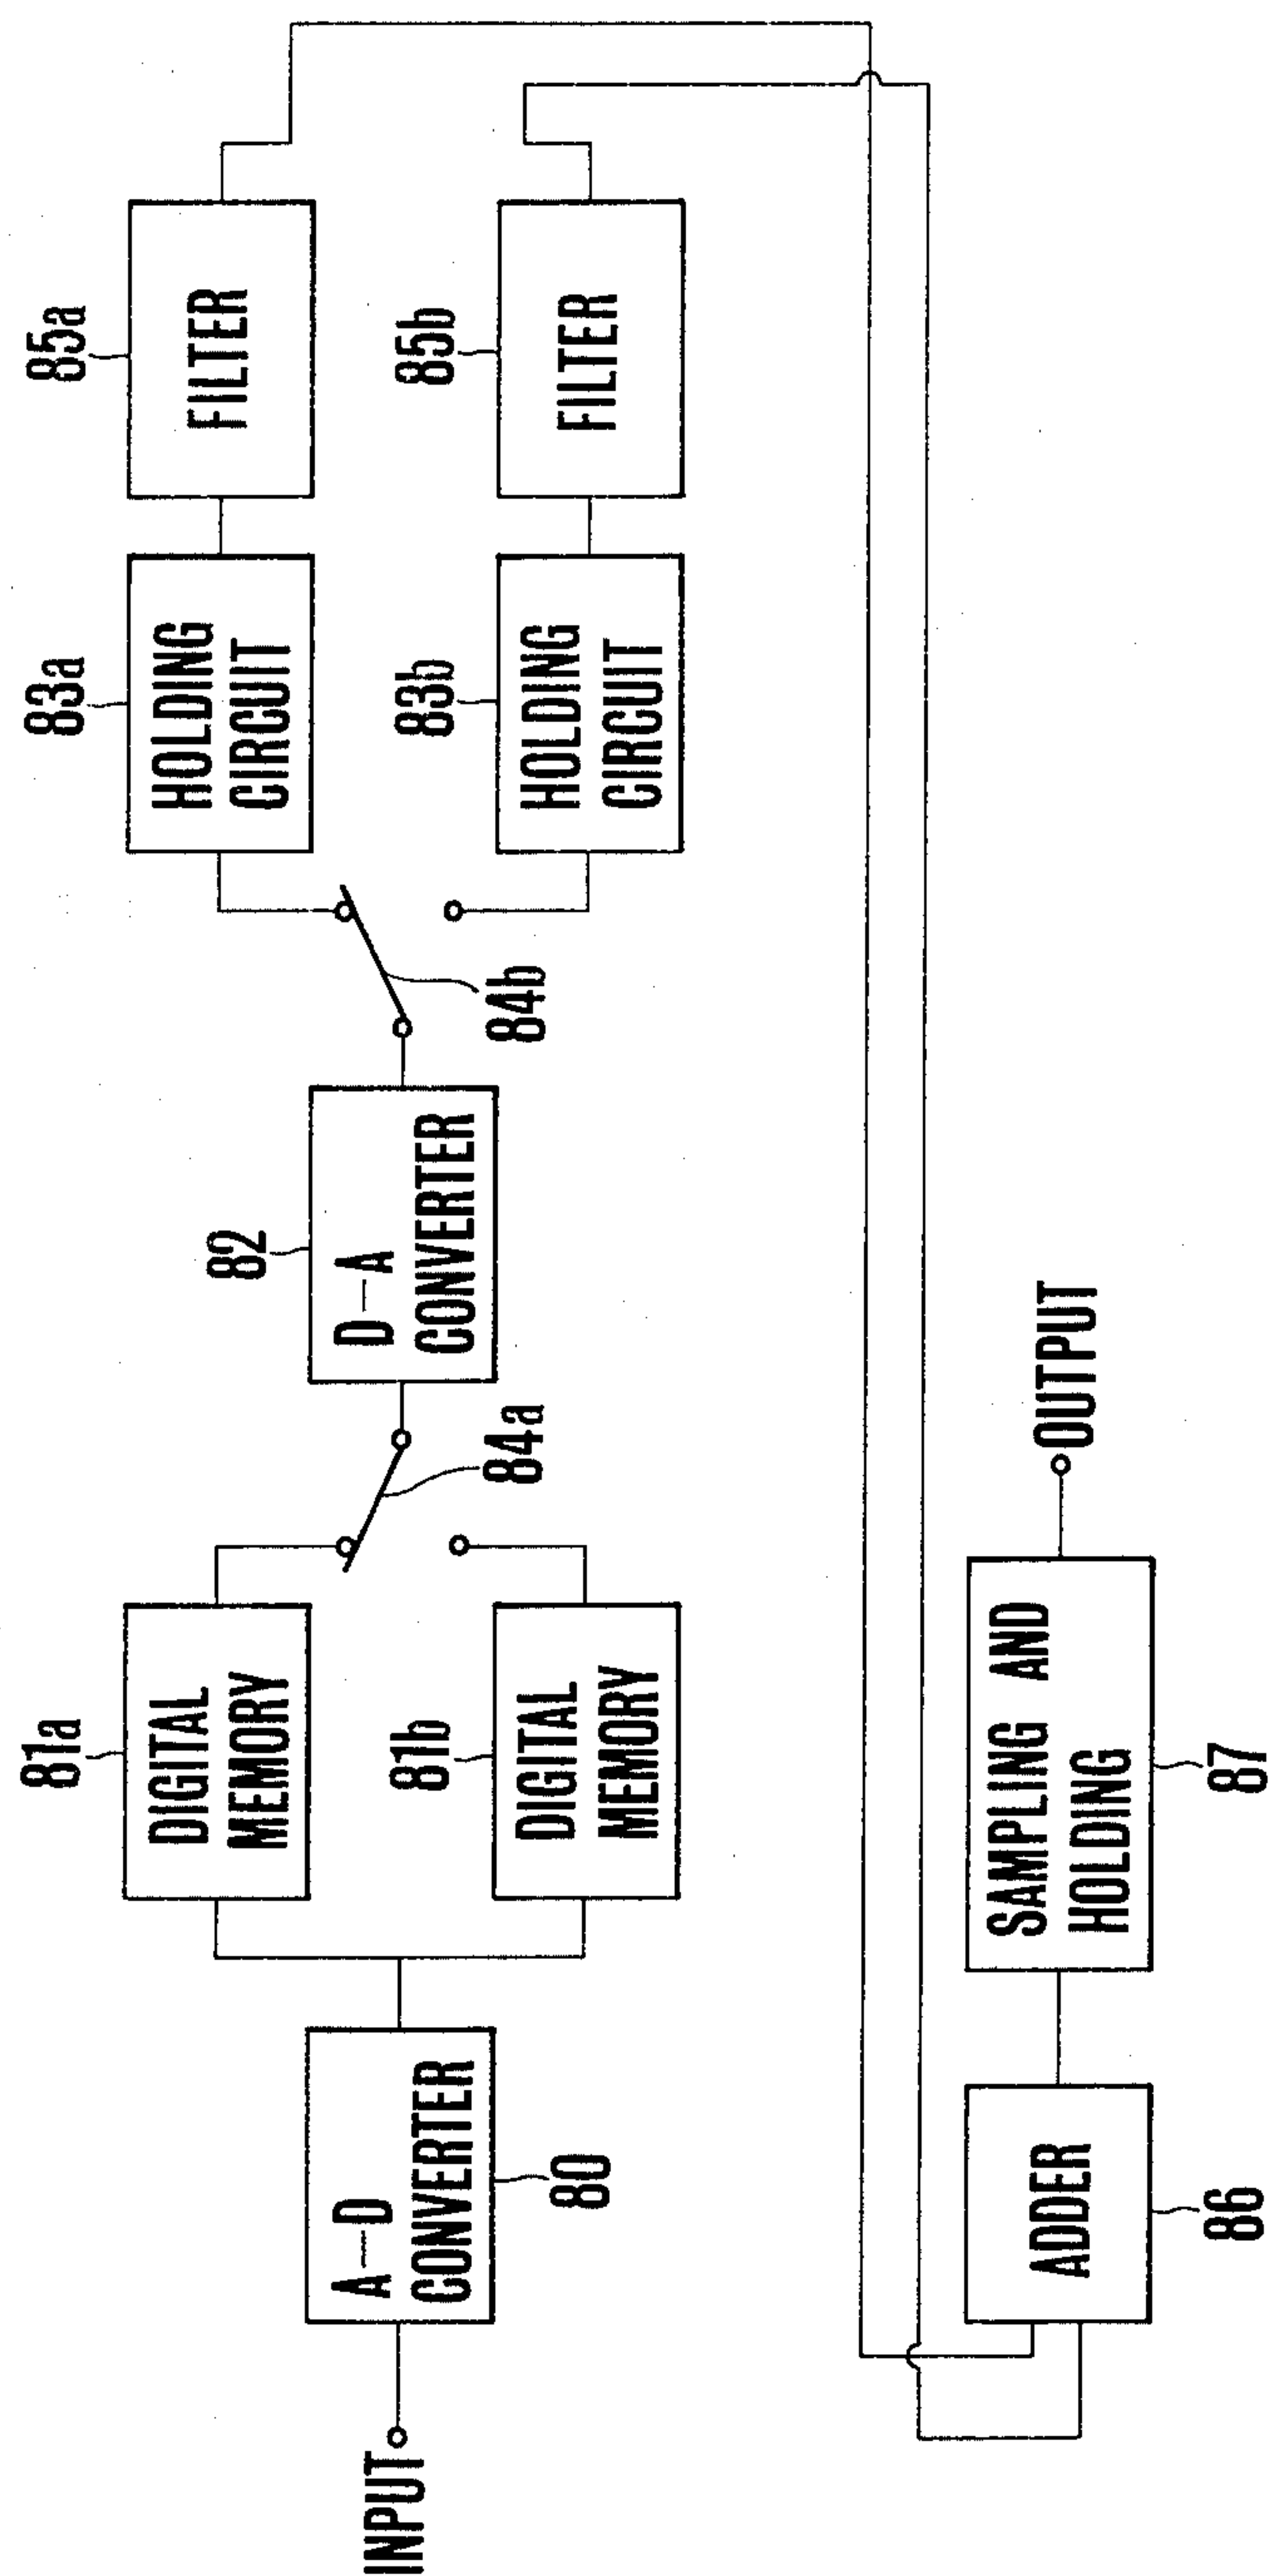 INPUT
A—D
CONVERTER
80
81a
DIGITAL
MEMORY
81b
DIGITAL
MEMORY
84a
82
D—A
CONVERTER
84b
83a
HOLDING
CIRCUIT
83b
HOLDING
CIRCUIT
85a
FILTER
85b
FILTER
ADDER
86
SAMPLING AND
HOLDING
87
OUTPUT